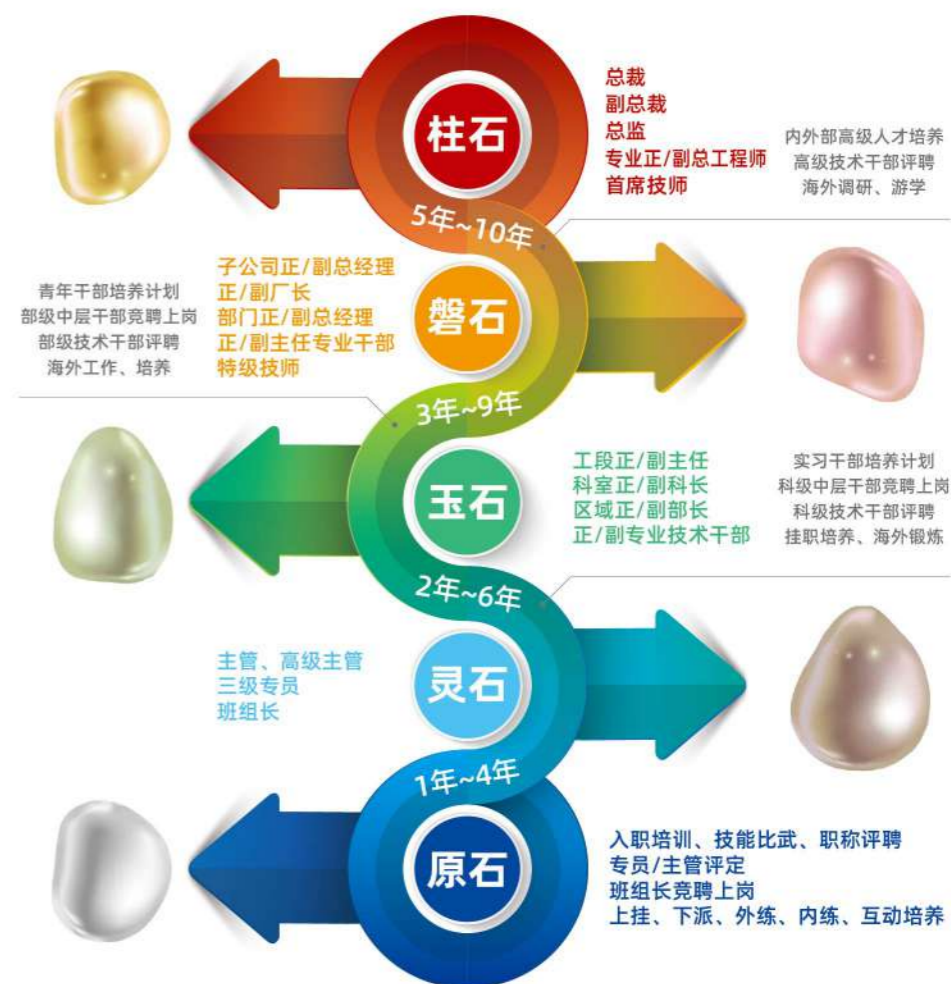 柱石
总裁
副总裁
总监
专业正/副总工程师
首席技师
内外部高级人才培养
高级技术干部评聘
海外调研、游学
5年~10年
青年干部培养计划
部级中层干部竞聘上岗
部级技术干部评聘
海外工作、培养
子公司正/副总经理
正/副厂长
部门正/副总经理
正/副主任专业干部
特级技师
磐石
3年~9年
玉石
工段正/副主任
科室正/副科长
区域正/副部长
正/副专业技术干部
实习干部培养计划
科级中层干部竞聘上岗
科级技术干部评聘
挂职培养、海外锻炼
2年~6年
主管、高级主管
三级专员
班组长
灵石
1年~4年
原石
入职培训、技能比武、职称评聘
专员/主管评定
班组长竞聘上岗
上挂、下派、外练、内练、互动培养